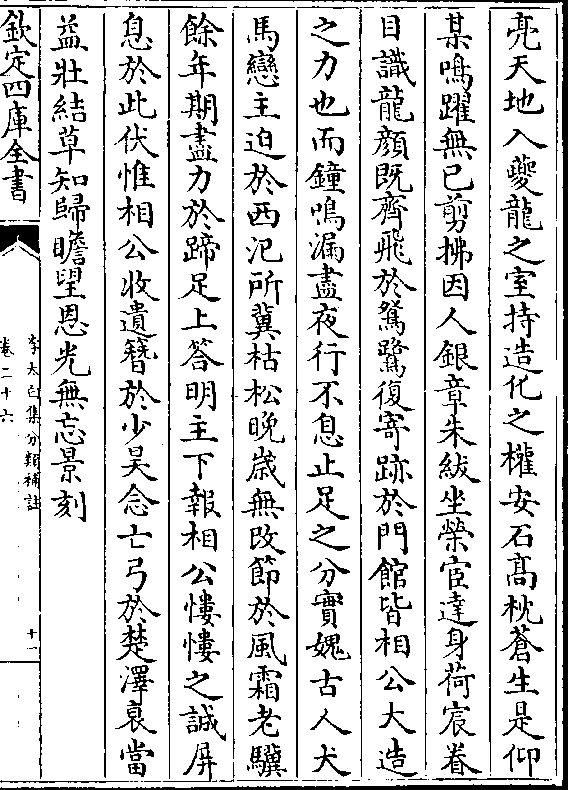 亮天地入夔龍之室持造化之權安石髙枕蒼生是仰
某鳴躍無已剪拂因人銀章朱紱坐榮宦達身荷宸眷
目識龍顔既齊飛於鵉鷺復寄跡於門館皆相公大造
之力也而鐘鳴漏盡夜行不息止足之分實媿古人犬
馬戀主迫於西汜所冀枯松晩歳無改節於風霜老驥
餘年期盡力於蹄足上答明主下報相公慺慺之誠屏
息於此伏惟相公收遺簪於少昊念亡弓於楚澤衰當
益壯結草知歸瞻望恩光無忘景刻
欽定四庫全書
李太白集分類補註
卷二十六
十一